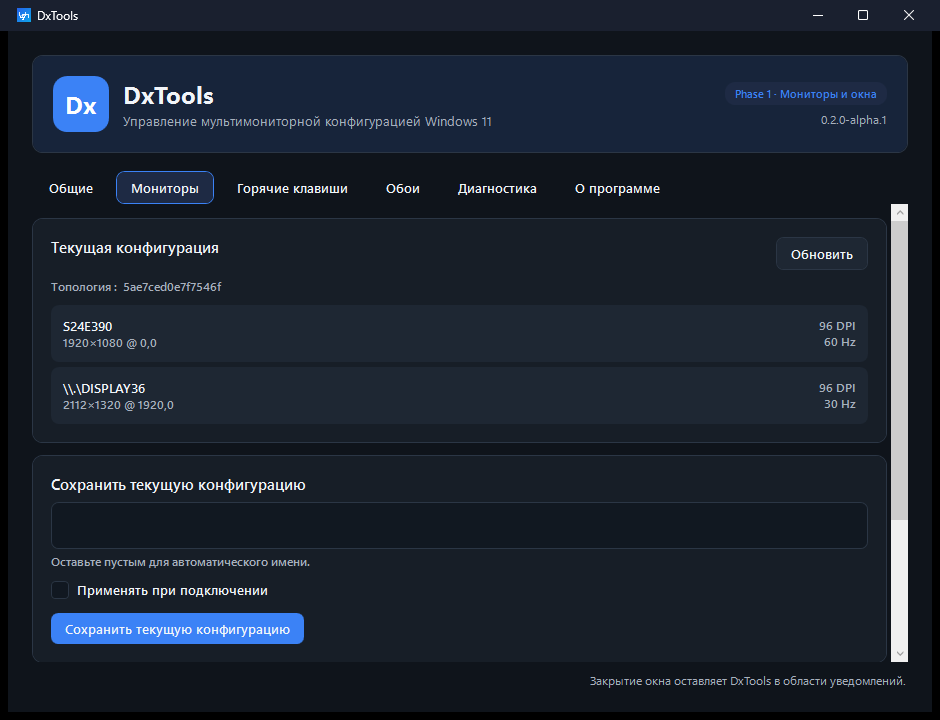 DxTools
Dx
DxTools
Управление мультимониторной конфигурацией Windows 11
Phase 1 · Мониторы и окна
0.2.0-alpha.1
Общие
Мониторы
Горячие клавиши
Обои
Диагностика
О программе
Текущая конфигурация
Обновить
Топология : 5ae7ced0e7f7546f
S24E390
1920×1080 @ 0,0
96 DPI
60 Hz
\\.\DISPLAY36
2112×1320 @ 1920,0
96 DPI
30 Hz
Сохранить текущую конфигурацию
Оставьте пустым для автоматического имени.
Применять при подключении
Сохранить текущую конфигурацию
Закрытие окна оставляет DxTools в области уведомлений.